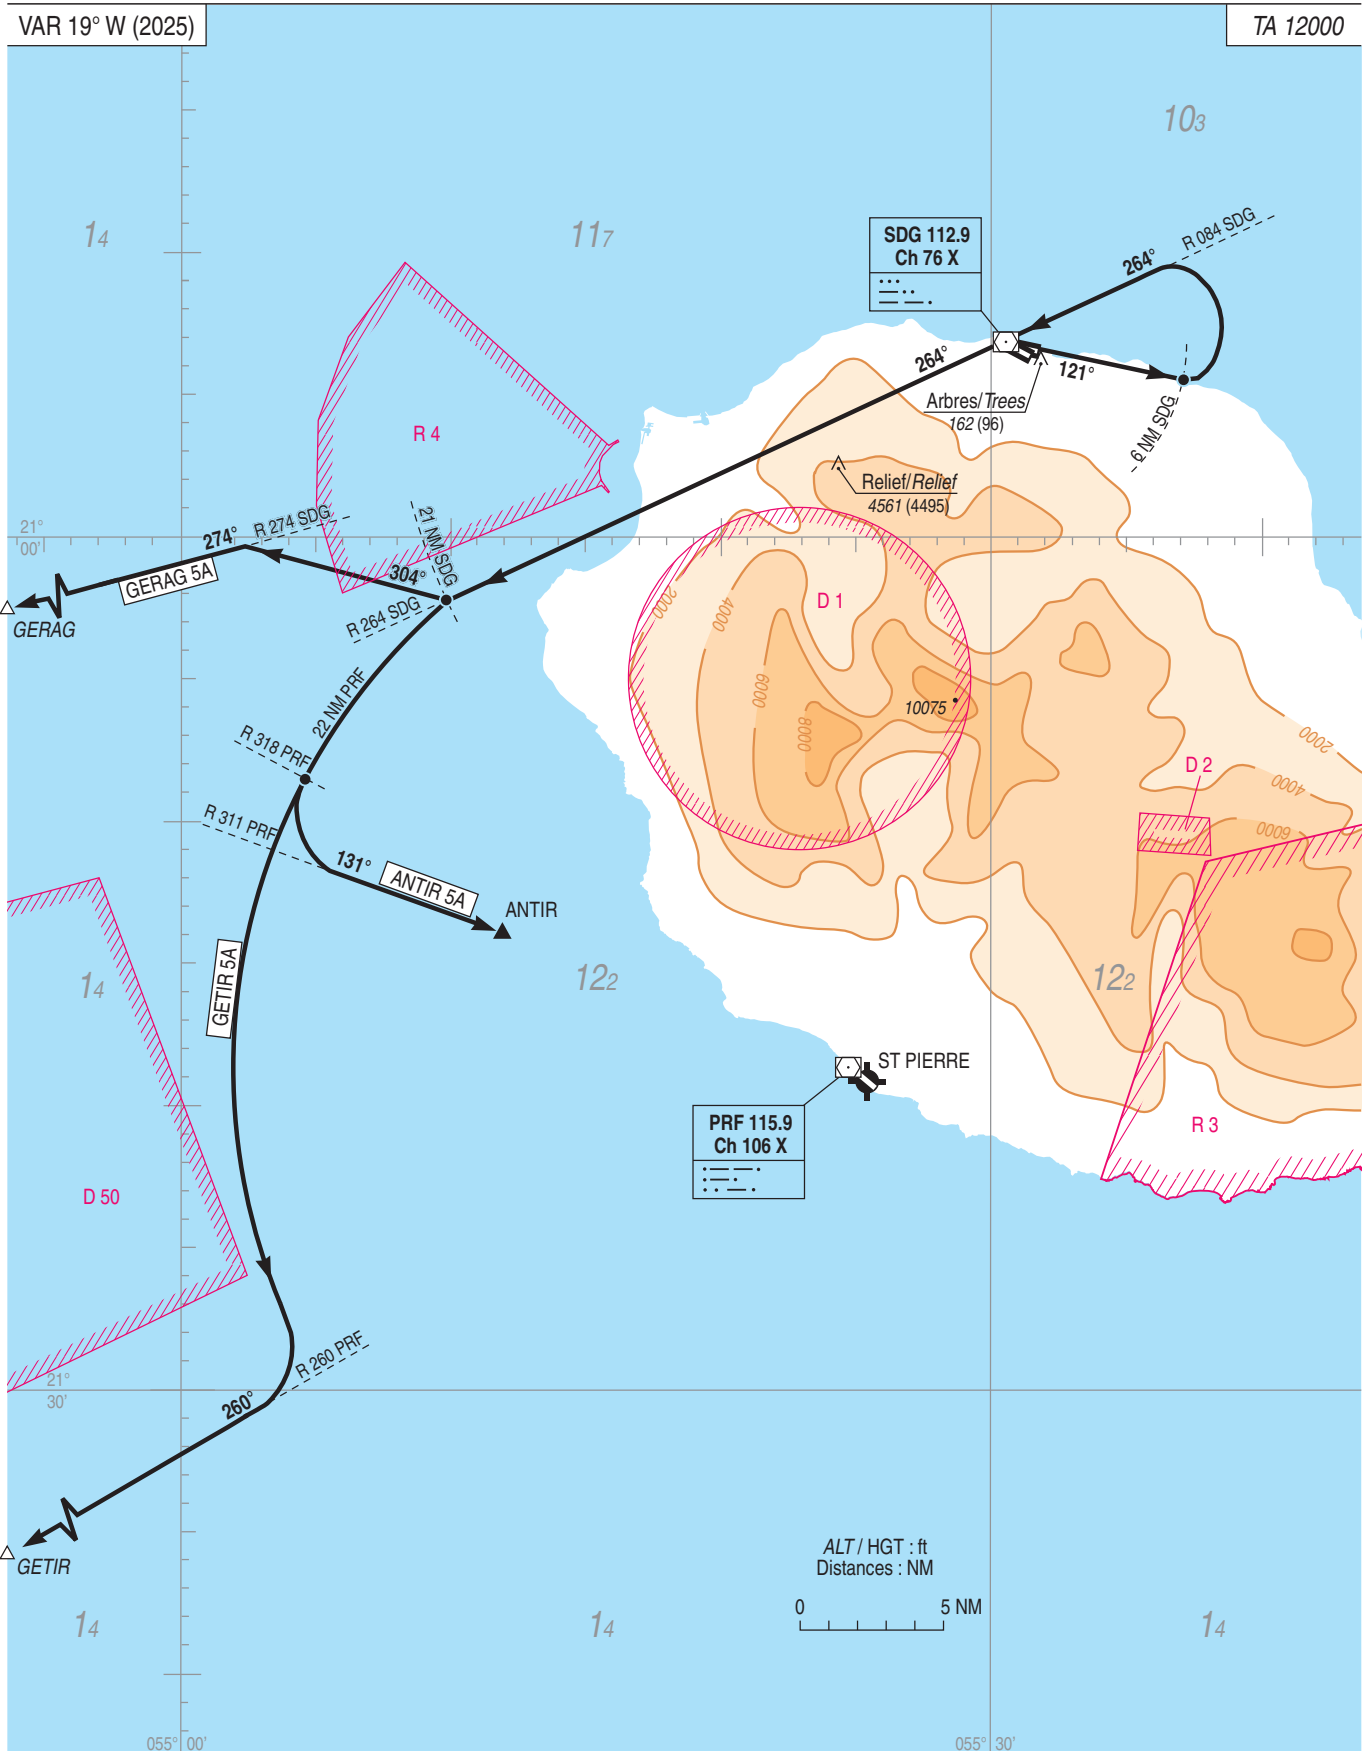 VAR 19° W (2025)
TA 12000
103
14
117
SDG 112.9
Ch 76 X
R 084 SDG
264°
264°
121°
Arbres/Trees
162 (96)
6 NM SDG
R 4
Relief/Relief
4561 (4495)
21°
00'
274°
R 274 SDG
21 NM SDG
GERAG 5A
304°
GERAG
R 264 SDG
D 1
2000
4000
6000
8000
10075
22 NM PRF
R 318 PRF
R 311 PRF
131°
ANTIR 5A
ANTIR
2000
D 2
4000
6000
GETIR 5A
14
122
122
ST PIERRE
PRF 115.9
Ch 106 X
R 3
D 50
R 260 PRF
21°
30'
260°
GETIR
ALT / HGT : ft
Distances : NM
0
5 NM
14
14
14
055° 00'
055° 30'